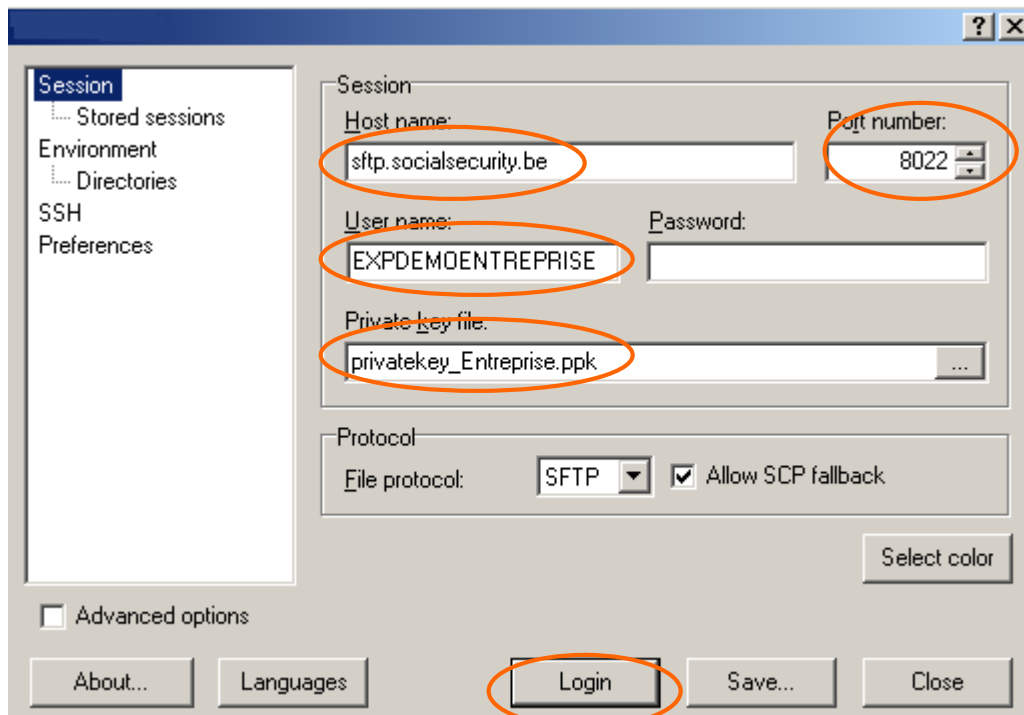 Session
Stored sessions
Environment
Directories
SSH
Preferences
Session
Host name: Port number:
sftp.socialsecurity.be 8022
User name: Password:
EXPDEMOENTREPRISE
Private key file:
privatekey_Entreprise.ppk ...
Protocol
File protocol: SFTP Allow SCP fallback
Select color
Advanced options
About... Languages Login Save... Close